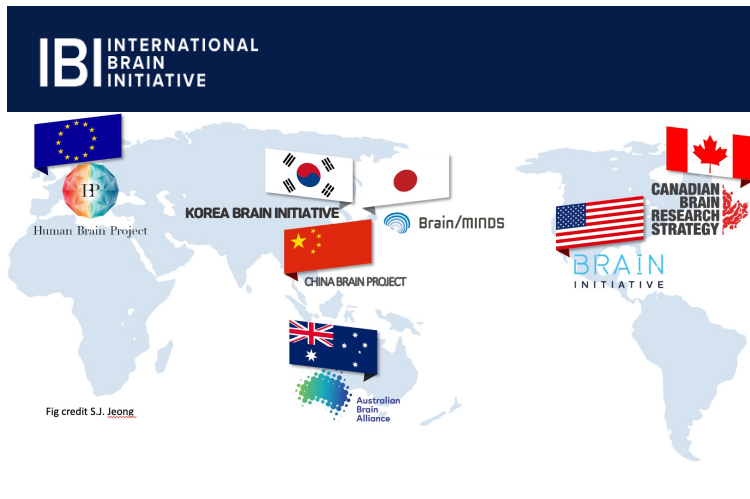 IBI INTERNATIONAL
BRAIN
INITIATIVE
HP
Human Brain Project
KOREA BRAIN INITIATIVE
Brain/MINDS
CHINA BRAIN PROJECT
Australian
Brain
Alliance
CANADIAN
BRAIN
RESEARCH
STRATEGY
BRAIN
INITIATIVE
Fig credit S.J. Jeong